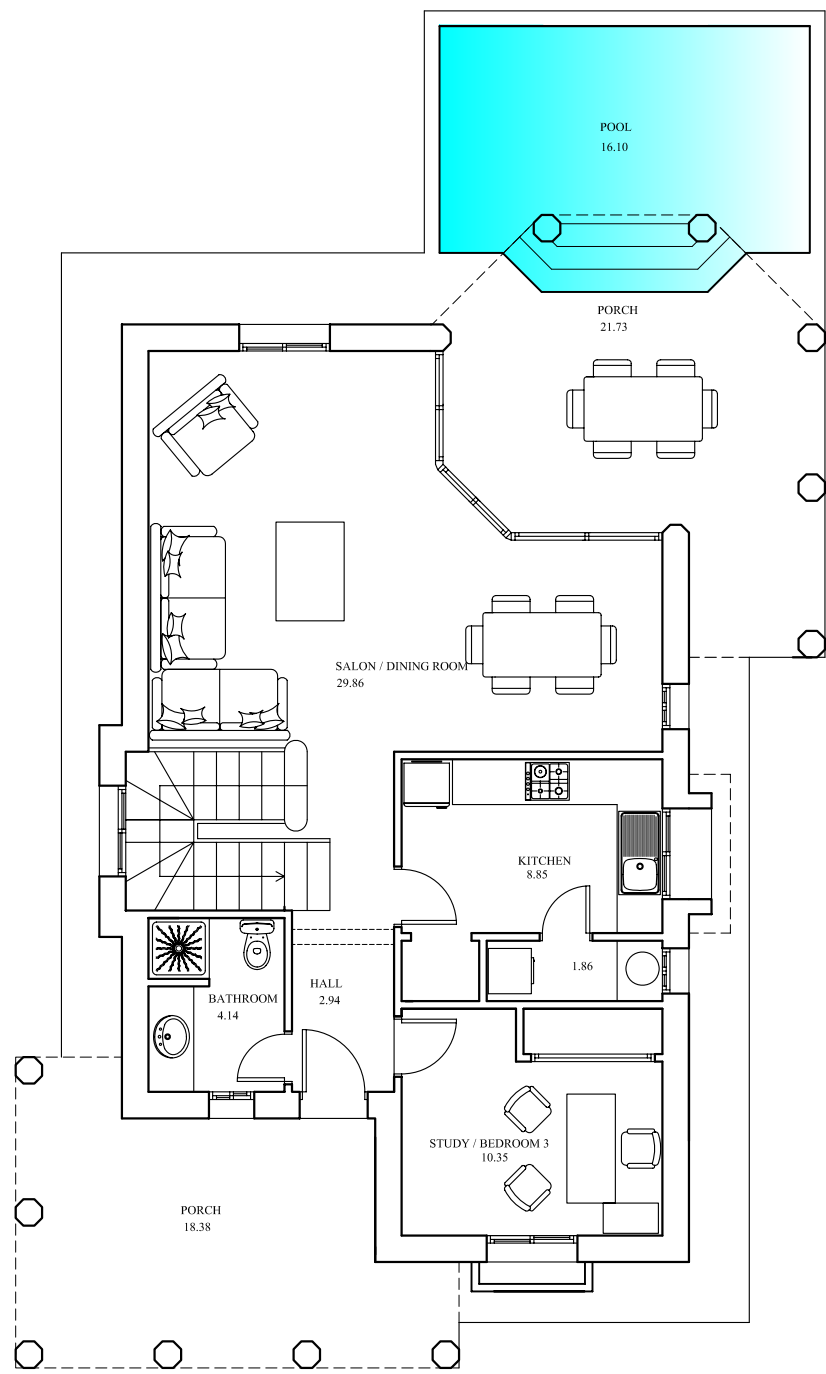 POOL
16.10
PORCH
21.73
SALON / DINING ROOM
29.86
KITCHEN
8.85
1.86
HALL
2.94
BATHROOM
4.14
STUDY / BEDROOM 3
10.35
PORCH
18.38